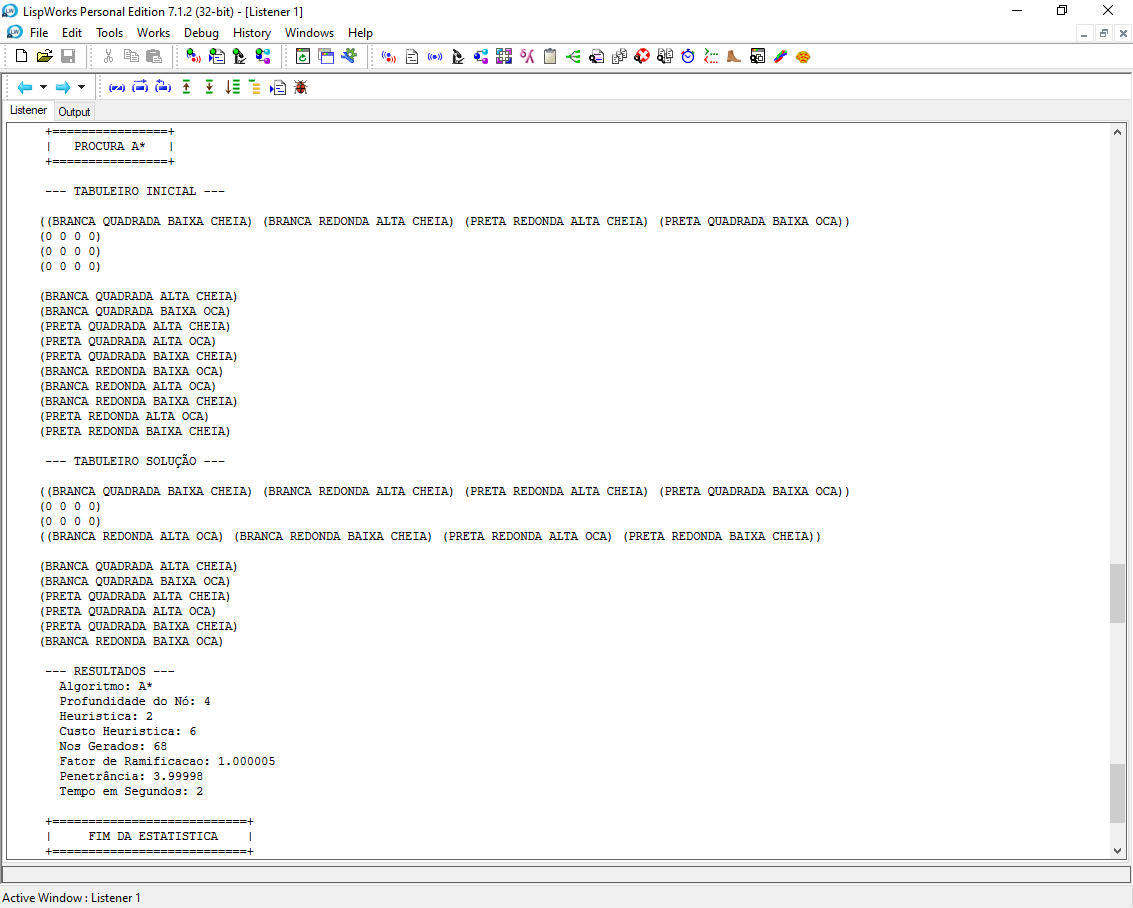 LispWorks Personal Edition 7.1.2 (32-bit) - [Listener 1]
File Edit Tools Works Debug History Windows Help
Listener Output
+================+
| PROCURA A* |
+================+
--- TABULEIRO INICIAL ---
((BRANCA QUADRADA BAIXA CHEIA) (BRANCA REDONDA ALTA CHEIA) (PRETA REDONDA ALTA CHEIA) (PRETA QUADRADA BAIXA OCA))
(0 0 0 0)
(0 0 0 0)
(0 0 0 0)
(BRANCA QUADRADA ALTA CHEIA)
(BRANCA QUADRADA BAIXA OCA)
(PRETA QUADRADA ALTA CHEIA)
(PRETA QUADRADA ALTA OCA)
(PRETA QUADRADA BAIXA CHEIA)
(BRANCA REDONDA BAIXA OCA)
(BRANCA REDONDA ALTA OCA)
(BRANCA REDONDA BAIXA CHEIA)
(PRETA REDONDA ALTA OCA)
(PRETA REDONDA BAIXA CHEIA)
--- TABULEIRO SOLUÇÃO ---
((BRANCA QUADRADA BAIXA CHEIA) (BRANCA REDONDA ALTA CHEIA) (PRETA REDONDA ALTA CHEIA) (PRETA QUADRADA BAIXA OCA))
(0 0 0 0)
(0 0 0 0)
((BRANCA REDONDA ALTA OCA) (BRANCA REDONDA BAIXA CHEIA) (PRETA REDONDA ALTA OCA) (PRETA REDONDA BAIXA CHEIA))
(BRANCA QUADRADA ALTA CHEIA)
(BRANCA QUADRADA BAIXA OCA)
(PRETA QUADRADA ALTA CHEIA)
(PRETA QUADRADA ALTA OCA)
(PRETA QUADRADA BAIXA CHEIA)
(BRANCA REDONDA BAIXA OCA)
--- RESULTADOS ---
Algoritmo: A*
Profundidade do Nó: 4
Heuristica: 2
Custo Heuristica: 6
Nos Gerados: 68
Fator de Ramificacao: 1.000005
Penetrância: 3.99998
Tempo em Segundos: 2
+===========================+
| FIM DA ESTATISTICA |
+===========================+
Active Window : Listener 1